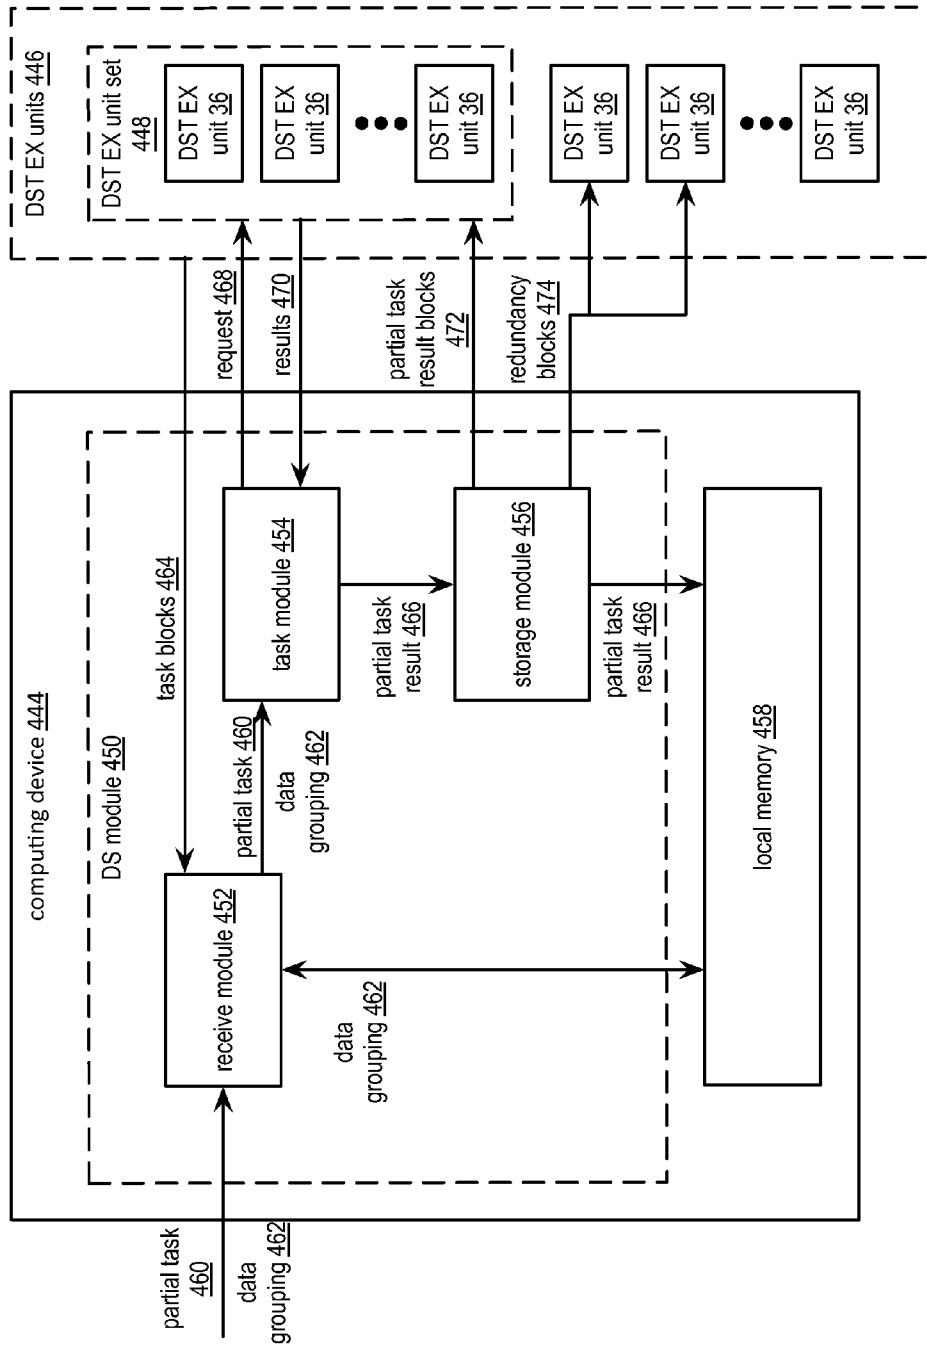 computing device 444
DS module 450
partial task
460
data
grouping 462
receive module 452
data
grouping 462
partial task 460
data
grouping 462
task blocks 464
task module 454
partial task
result 466
storage module 456
partial task
result 466
local memory 458
request 468
results 470
partial task
result blocks
472
redundancy
blocks 474
DST EX units 446
DST EX unit set
448
DST EX
unit 36
DST EX
unit 36
DST EX
unit 36
DST EX
unit 36
DST EX
unit 36
DST EX
unit 36